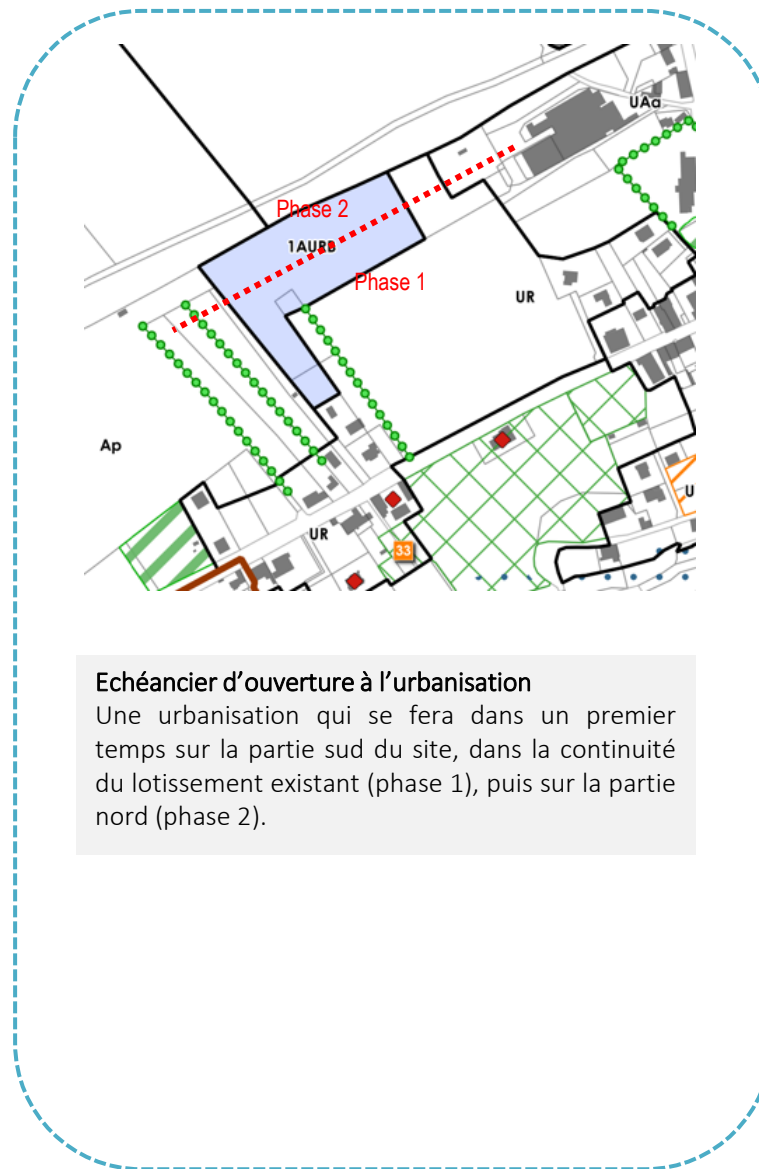 UAa
Phase 2
1AURB
Phase 1
UR
Ap
U
UR
33
Echéancier d'ouverture à l'urbanisation
Une urbanisation qui se fera dans un premier
temps sur la partie sud du site, dans la continuité
du lotissement existant (phase 1), puis sur la partie
nord (phase 2).